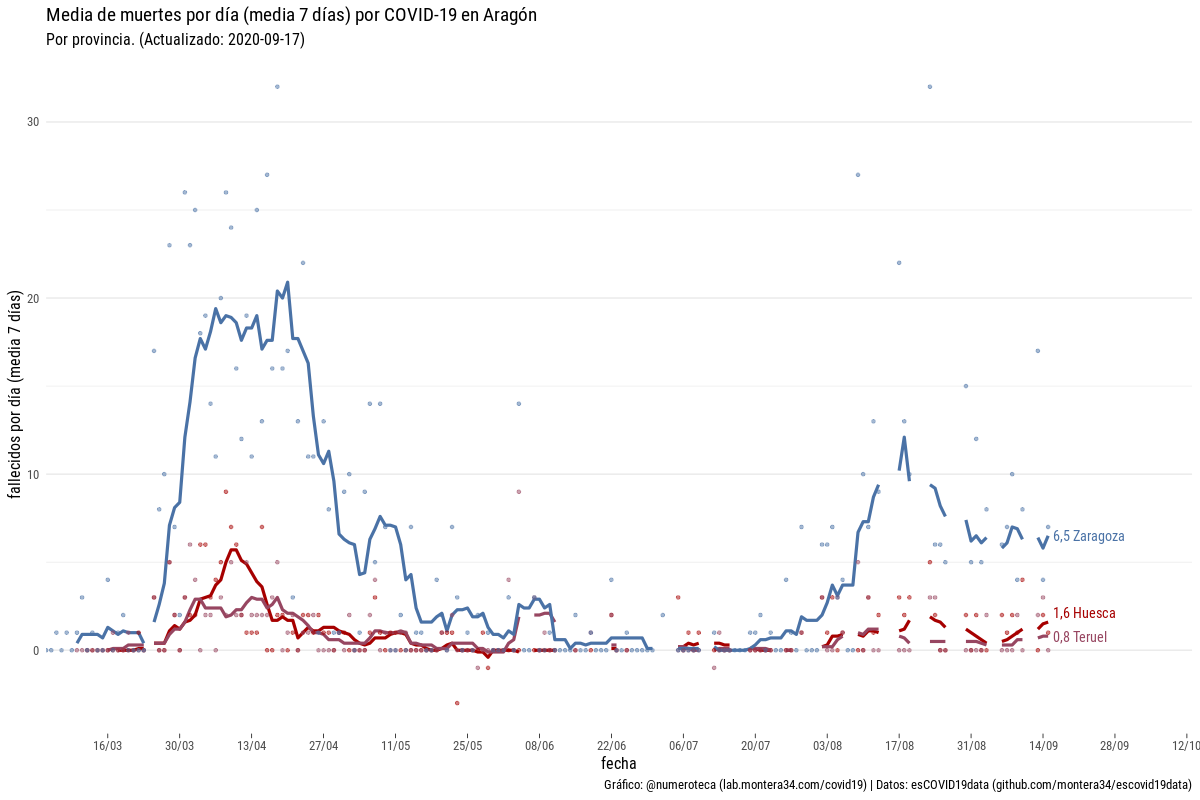 Media de muertes por día (media 7 días) por COVID-19 en Aragón
Por provincia. (Actualizado: 2020-09-17)
fallecidos por día (media 7 días)
30
20
10
0
6,5 Zaragoza
1,6 Huesca
0,8 Teruel
16/03 30/03 13/04 27/04 11/05 25/05 08/06 22/06 06/07 20/07 03/08 17/08 31/08 14/09 28/09 12/10
fecha
Gráfico: @numeroteca (lab.montera34.com/covid19) | Datos: esCOVID19data (github.com/montera34/escovid19data)